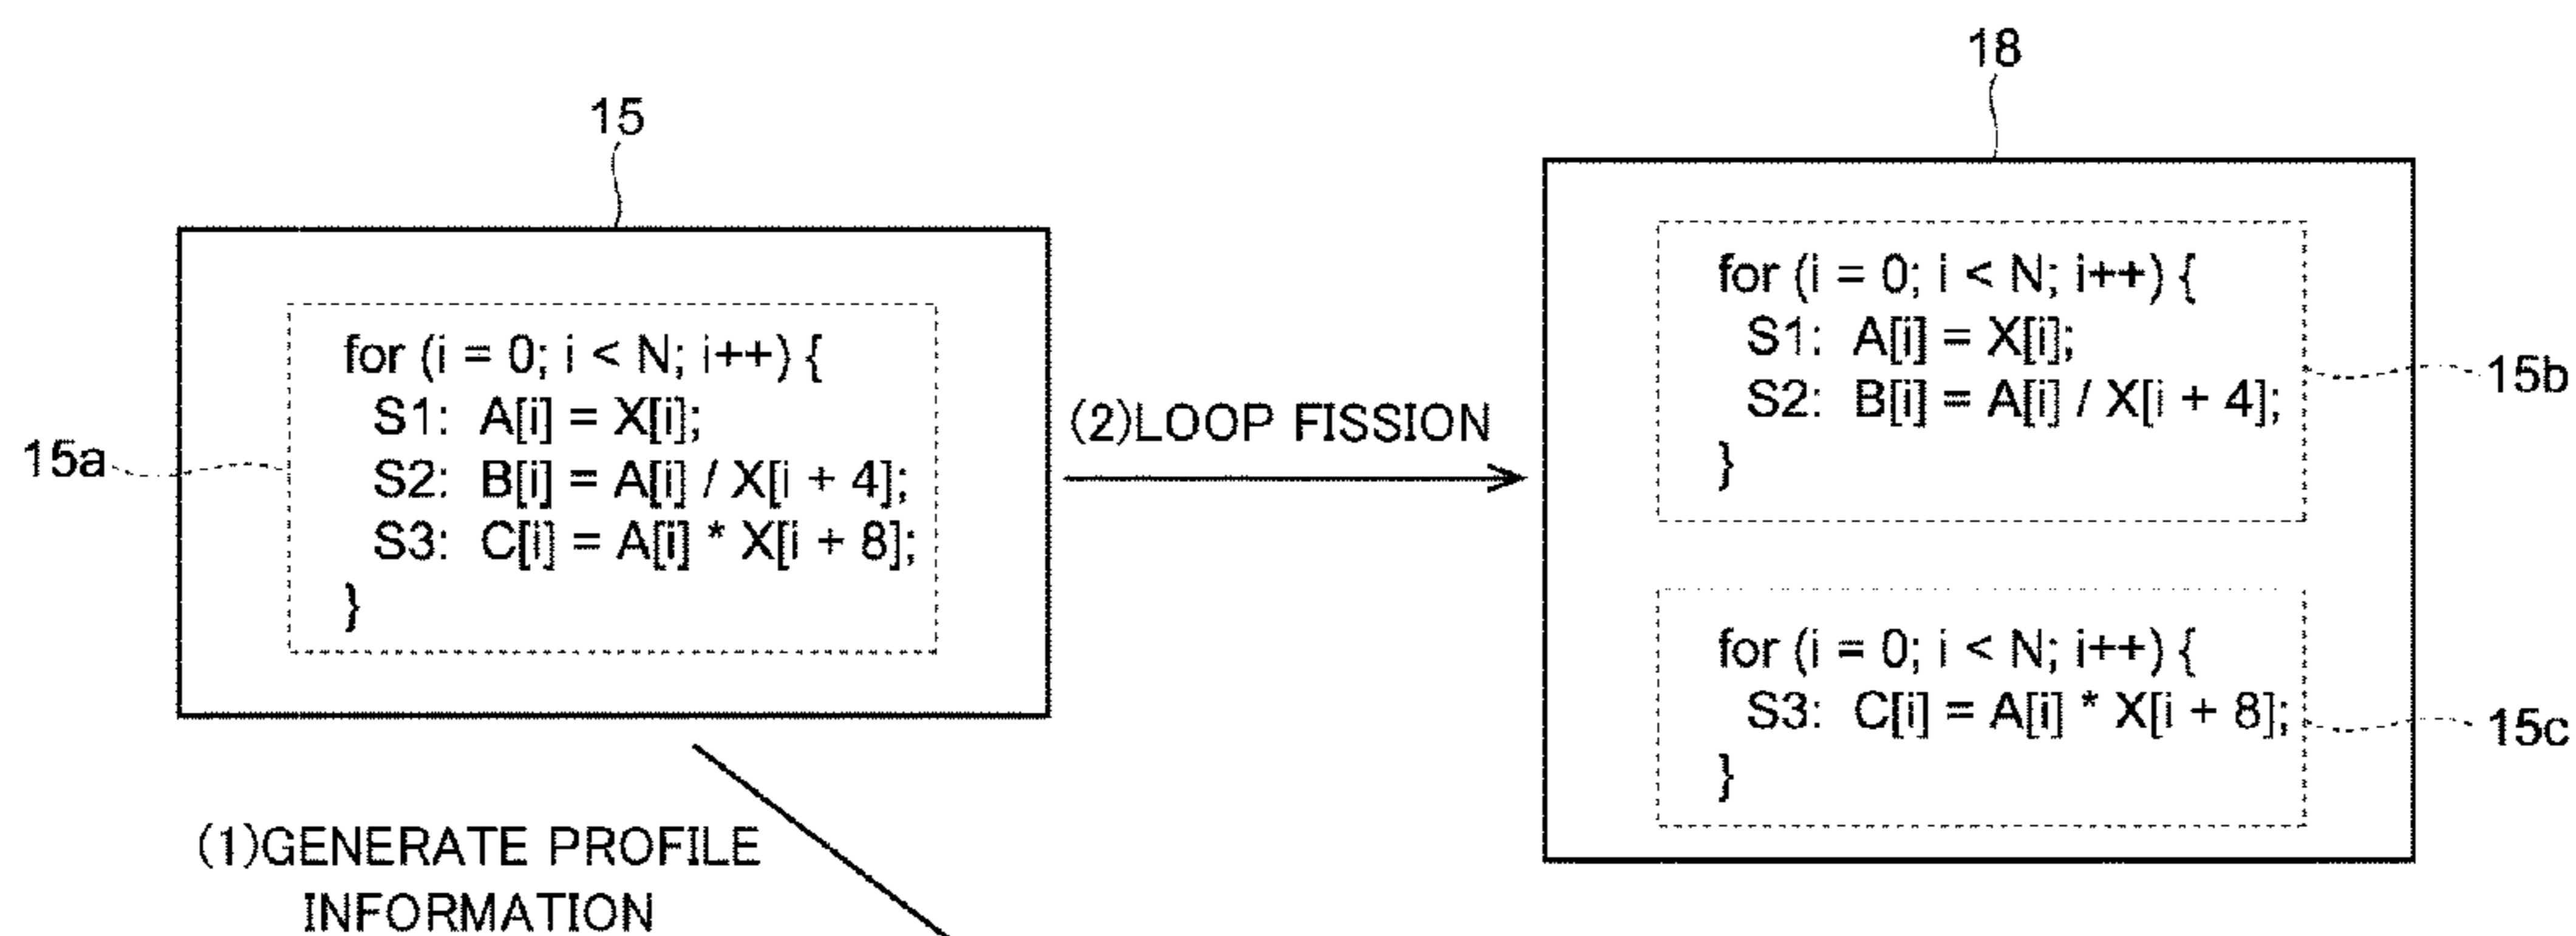 15
15a
for (i = 0; i < N; i++) {
S1: A[i] = X[i];
S2: B[i] = A[i] / X[i + 4];
S3: C[i] = A[i] * X[i + 8];
}
(1)GENERATE PROFILE
INFORMATION
(2)LOOP FISSION
18
for (i = 0; i < N; i++) {
S1: A[i] = X[i];
S2: B[i] = A[i] / X[i + 4];
}
15b
for (i = 0; i < N; i++) {
S3: C[i] = A[i] * X[i + 8];
}
15c